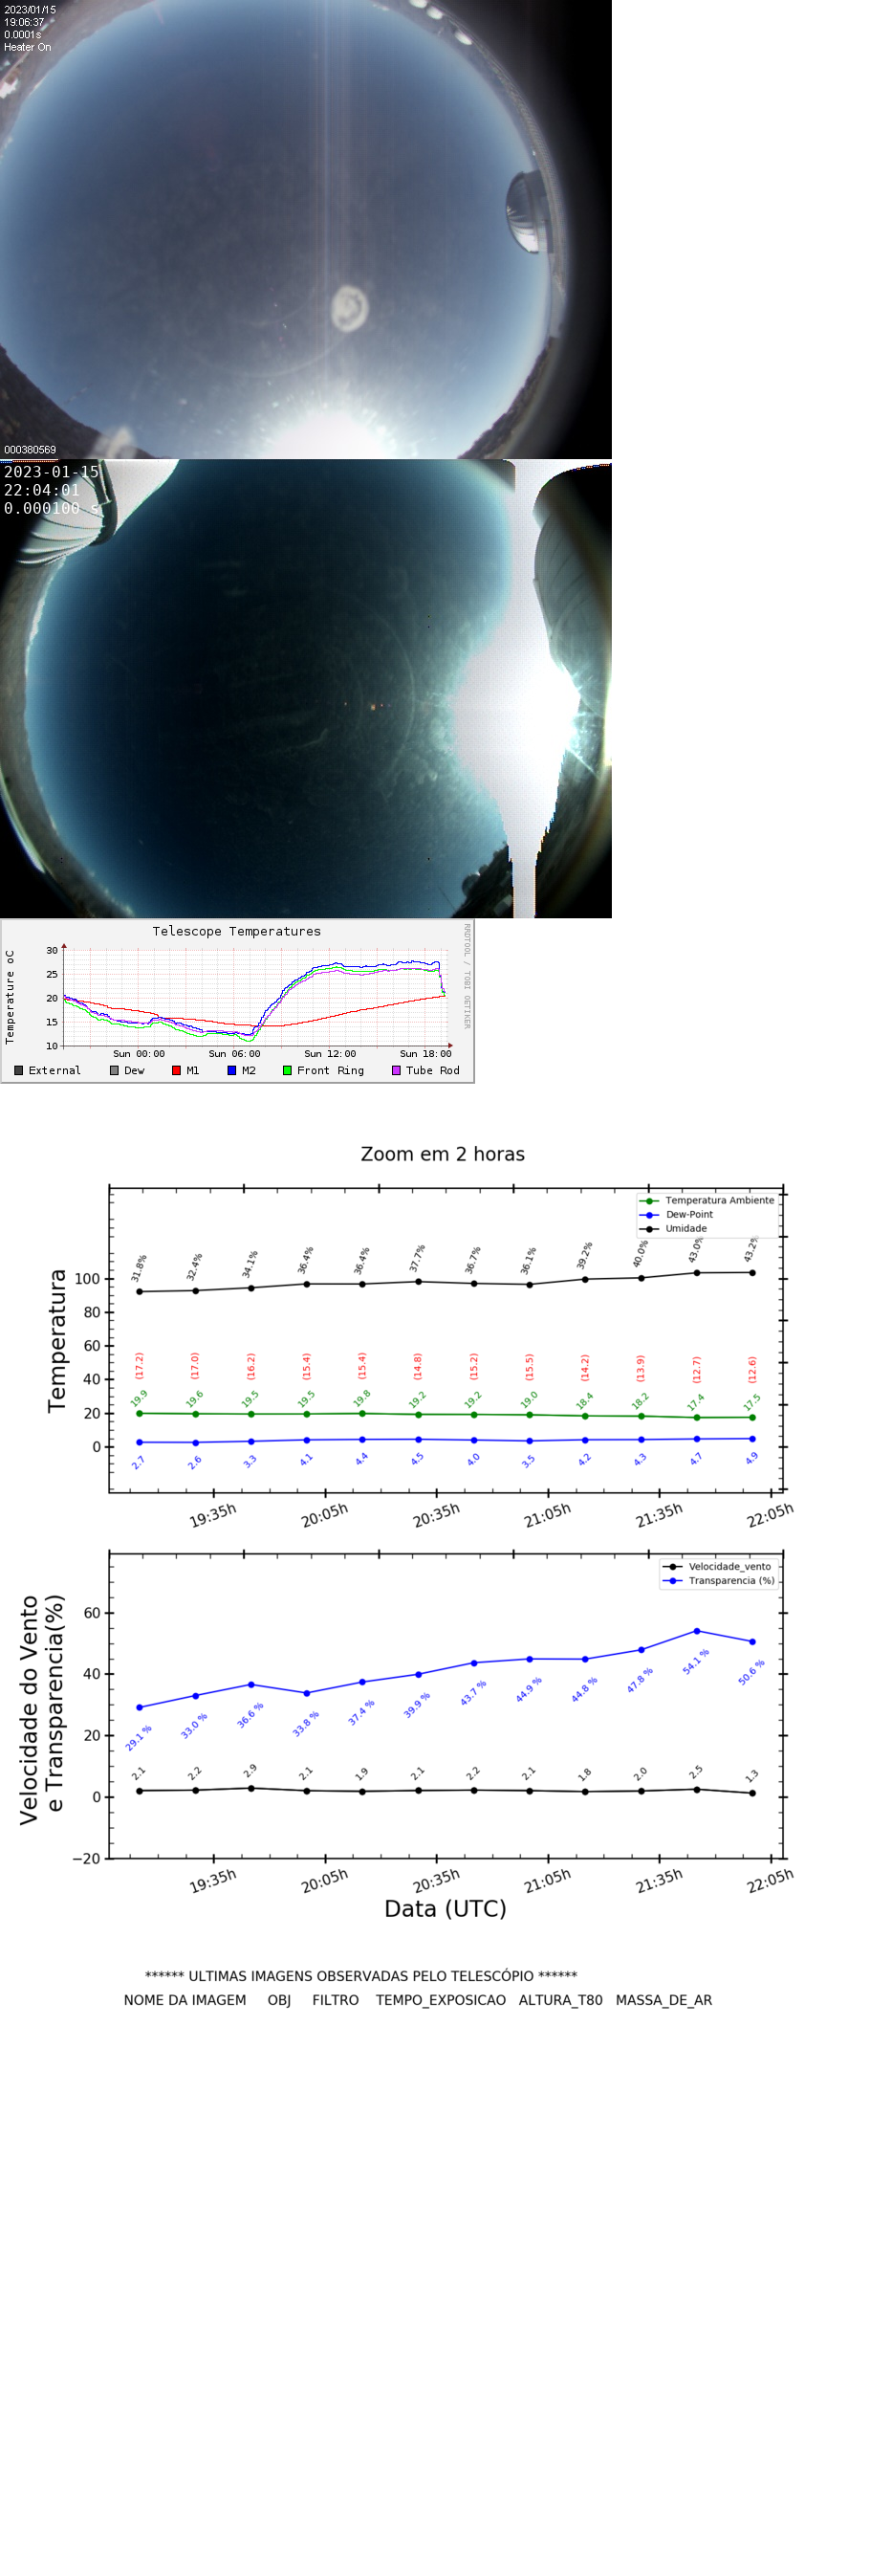 2023/01/15
19:06:37
0.0001s
Heater On
000380569
2023-01-15
22:04:01
0.000100 s
Telescope Temperatures
RRDTOOL / TOBI OETIKER
Temperature oC
30
25
20
15
10
Sun 00:00 Sun 06:00 Sun 12:00 Sun 18:00
External Dew M1 M2 Front Ring Tube Rod
Zoom em 2 horas
Temperatura Ambiente
Dew-Point
Umidade
Temperatura
100
80
60
40
20
0
31.8% 32.4% 34.1% 36.4% 36.4% 37.7% 36.7% 36.1% 39.2% 40.0% 43.0% 43.2%
(17.2) (17.0) (16.2) (15.4) (15.4) (14.8) (15.2) (15.5) (14.2) (13.9) (12.7) (12.6)
19.9 19.6 19.5 19.5 19.8 19.2 19.2 19.0 18.4 18.2 17.4 17.5
2.7 2.6 3.3 4.1 4.4 4.5 4.0 3.5 4.2 4.3 4.7 4.9
19:35h 20:05h 20:35h 21:05h 21:35h 22:05h
Velocidade_vento
Transparencia (%)
Velocidade do Vento
e Transparencia(%)
60
40
20
0
−20
29.1 % 33.0 % 36.6 % 33.8 % 37.4 % 39.9 % 43.7 % 44.9 % 44.8 % 47.8 % 54.1 % 50.6 %
2.1 2.2 2.9 2.1 1.9 2.1 2.2 2.1 1.8 2.0 2.5 1.3
19:35h 20:05h 20:35h 21:05h 21:35h 22:05h
Data (UTC)
****** ULTIMAS IMAGENS OBSERVADAS PELO TELESCÓPIO ******
NOME DA IMAGEM OBJ FILTRO TEMPO_EXPOSICAO ALTURA_T80 MASSA_DE_AR